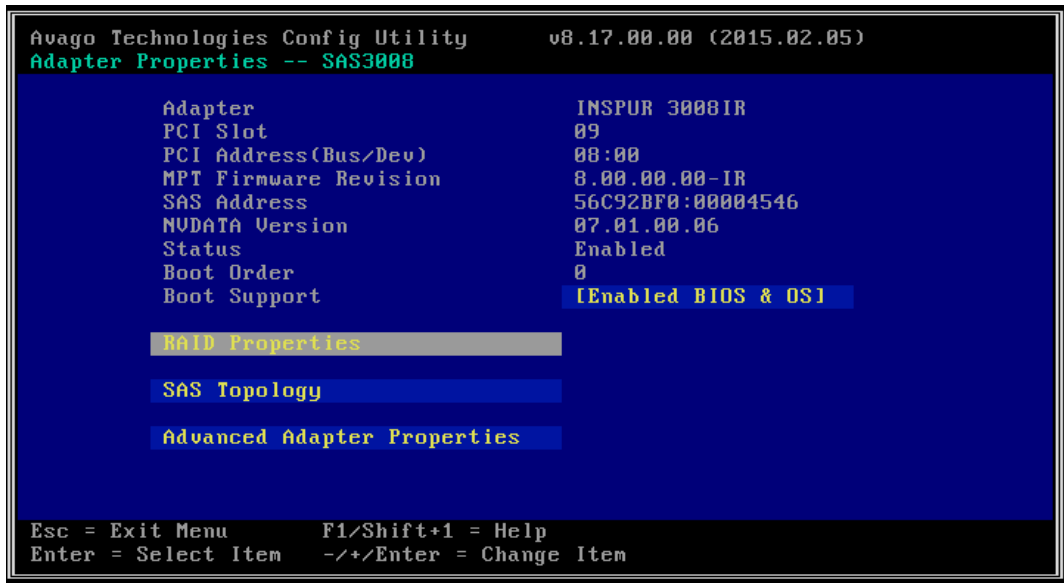 Avago Technologies Config Utility v8.17.00.00 (2015.02.05)
Adapter Properties -- SAS3008
Adapter INSPUR 3008IR
PCI Slot 09
PCI Address(Bus/Dev) 08:00
MPT Firmware Revision 8.00.00.00-IR
SAS Address 56C92BF0:00004546
NVDATA Version 07.01.00.06
Status Enabled
Boot Order 0
Boot Support [Enabled BIOS & OS]
RAID Properties
SAS Topology
Advanced Adapter Properties
Esc = Exit Menu F1/Shift+1 = Help
Enter = Select Item -/+/Enter = Change Item